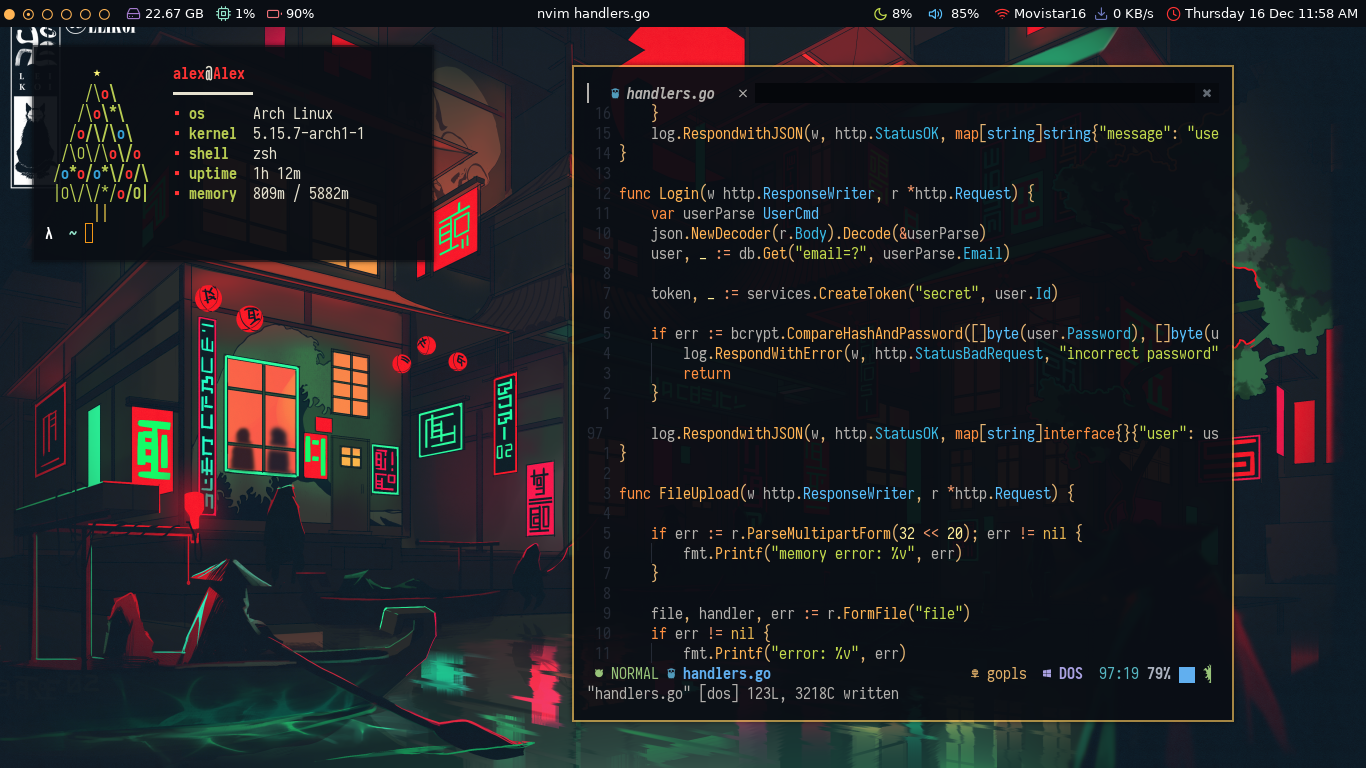 22.67 GB 1% 90% nvim handlers.go 8% 85% Movistar16 0 KB/s Thursday 16 Dec 11:58 AM
L K
alex@Alex
os Arch Linux
kernel 5.15.7-arch1-1
shell zsh
uptime 1h 12m
memory 809m / 5882m
λ ~
handlers.go × ✖
16 }
15 log.RespondwithJSON(w, http.StatusOK, map[string]string{"message": "use
14 }
13
12 func Login(w http.ResponseWriter, r *http.Request) {
11 var userParse UserCmd
10 json.NewDecoder(r.Body).Decode(&userParse)
9 user, _ := db.Get("email=?", userParse.Email)
8
7 token, _ := services.CreateToken("secret", user.Id)
6
5 if err := bcrypt.CompareHashAndPassword([]byte(user.Password), []byte(u
4 log.RespondWithError(w, http.StatusBadRequest, "incorrect password"
3 return
2 }
1
97 log.RespondwithJSON(w, http.StatusOK, map[string]interface{}{"user": us
1 }
2
3 func FileUpload(w http.ResponseWriter, r *http.Request) {
4
5 if err := r.ParseMultipartForm(32 << 20); err != nil {
6 fmt.Printf("memory error: %v", err)
7 }
8
9 file, handler, err := r.FormFile("file")
10 if err != nil {
11 fmt.Printf("error: %v", err)
NORMAL handlers.go gopls DOS 97:19 79%
"handlers.go" [dos] 123L, 3218C written